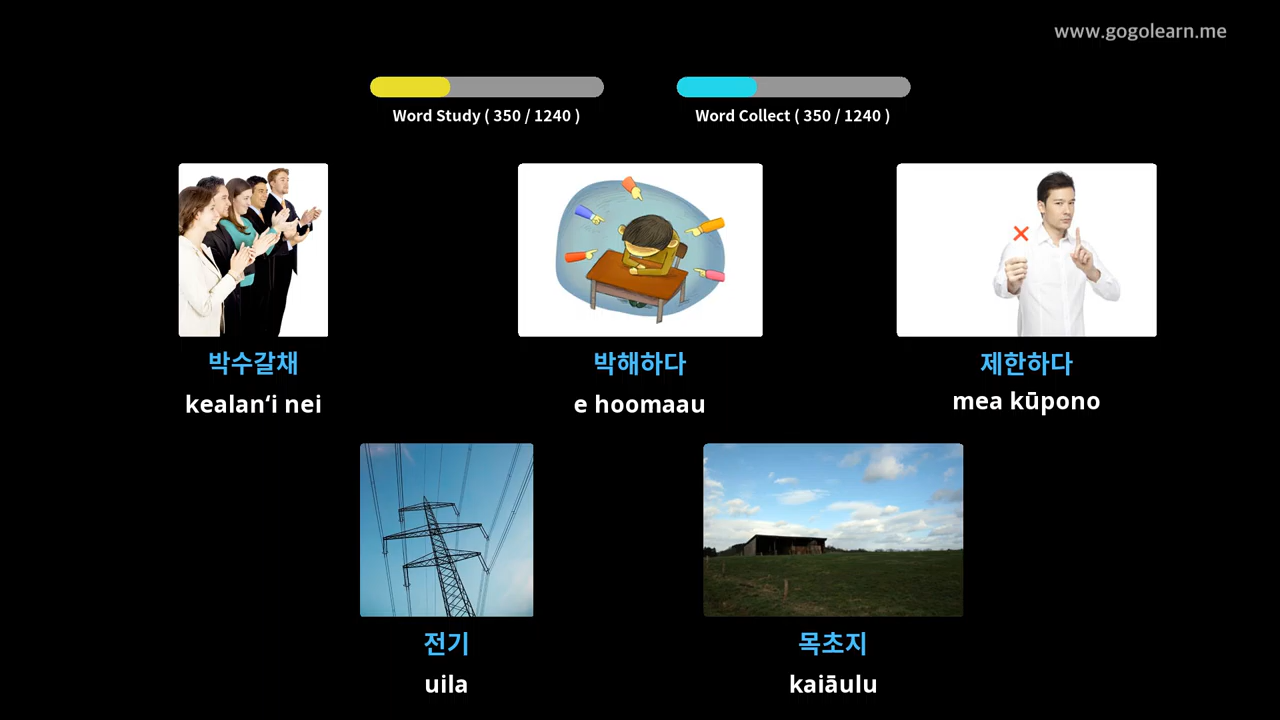 www.gogolearn.me
Word Study ( 350 / 1240 )
Word Collect ( 350 / 1240 )
박수갈채
kealanʻi nei
박해하다
e hoomaau
제한하다
mea kūpono
전기
uila
목초지
kaiāulu